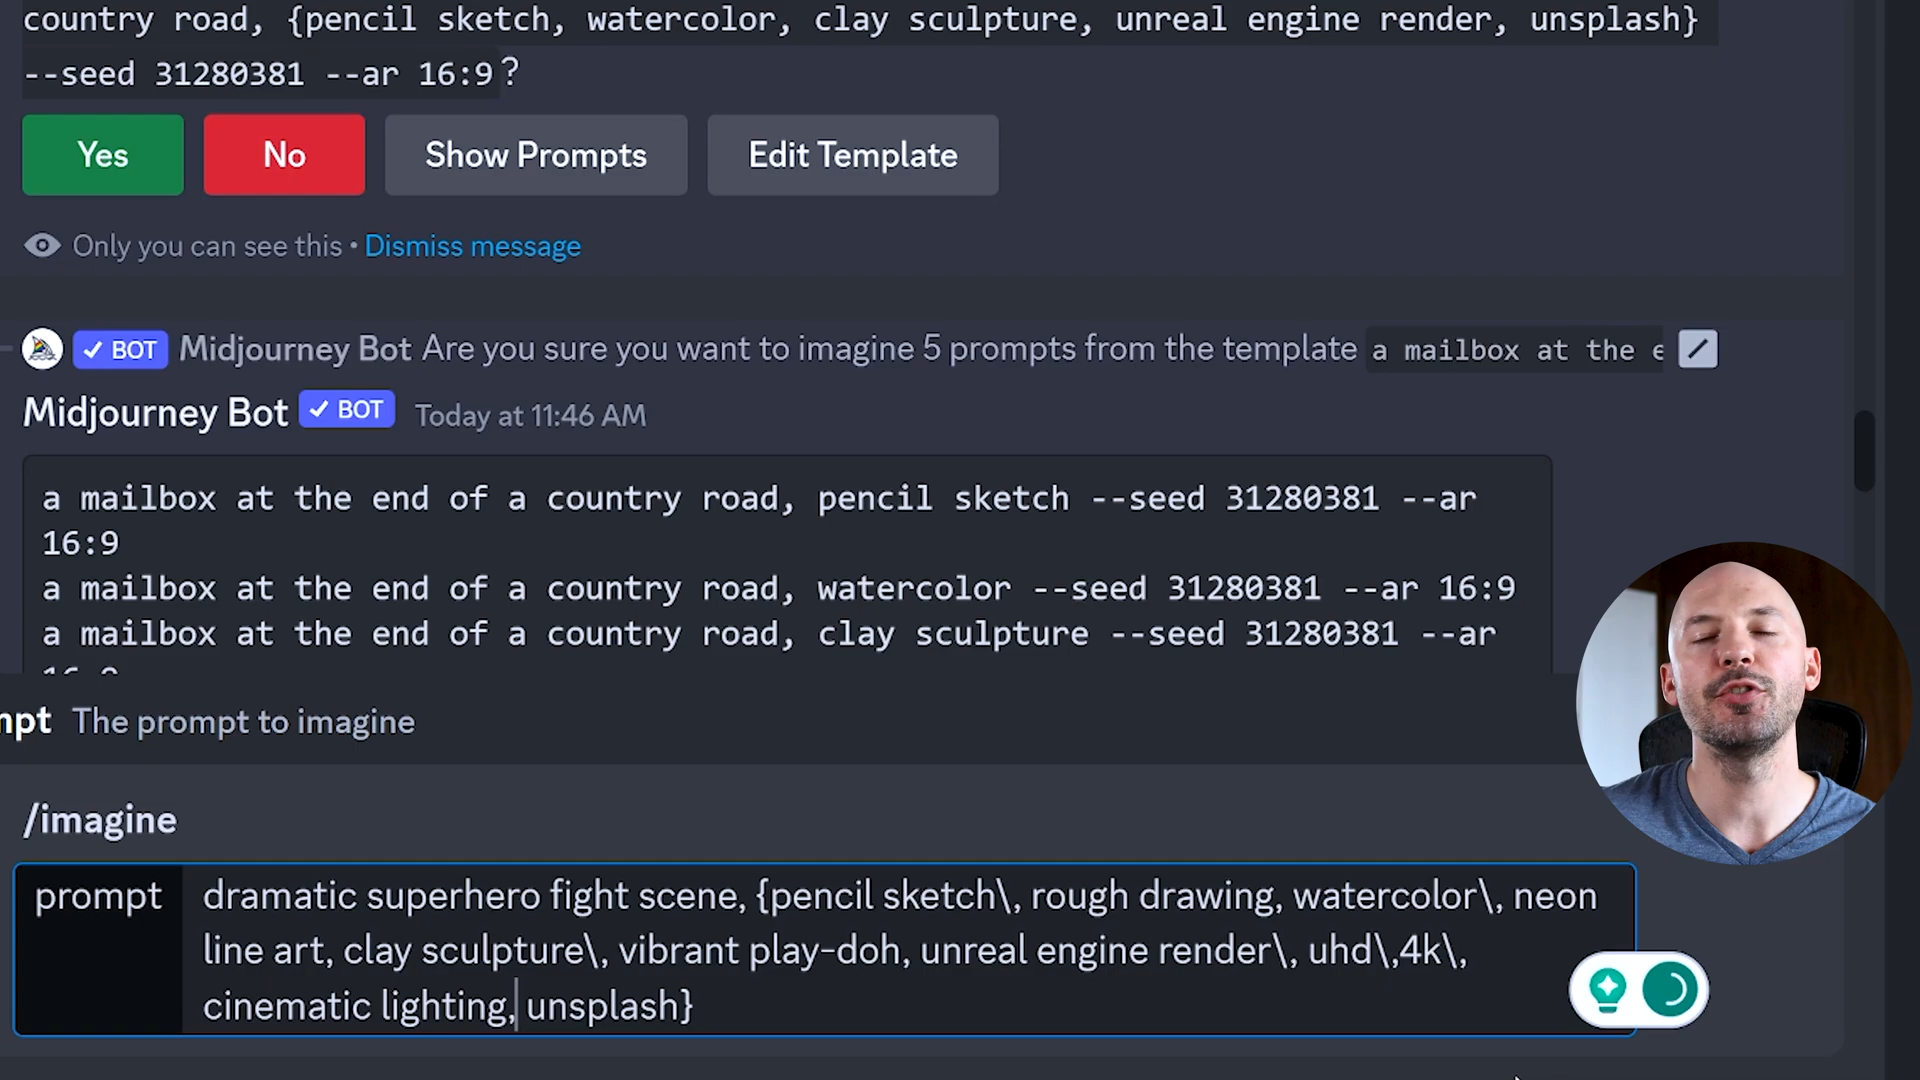 country road, {pencil sketch, watercolor, clay sculpture, unreal engine render, unsplash}
--seed 31280381 --ar 16:9?
Yes No Show Prompts Edit Template
Only you can see this • Dismiss message
BOT Midjourney Bot Are you sure you want to imagine 5 prompts from the template a mailbox at the e
Midjourney Bot BOT Today at 11:46 AM
a mailbox at the end of a country road, pencil sketch --seed 31280381 --ar
16:9
a mailbox at the end of a country road, watercolor --seed 31280381 --ar 16:9
a mailbox at the end of a country road, clay sculpture --seed 31280381 --ar
16:9
mpt The prompt to imagine
/imagine
prompt dramatic superhero fight scene, {pencil sketch\, rough drawing, watercolor\, neon
line art, clay sculpture\, vibrant play-doh, unreal engine render\, uhd\,4k\,
cinematic lighting, unsplash}